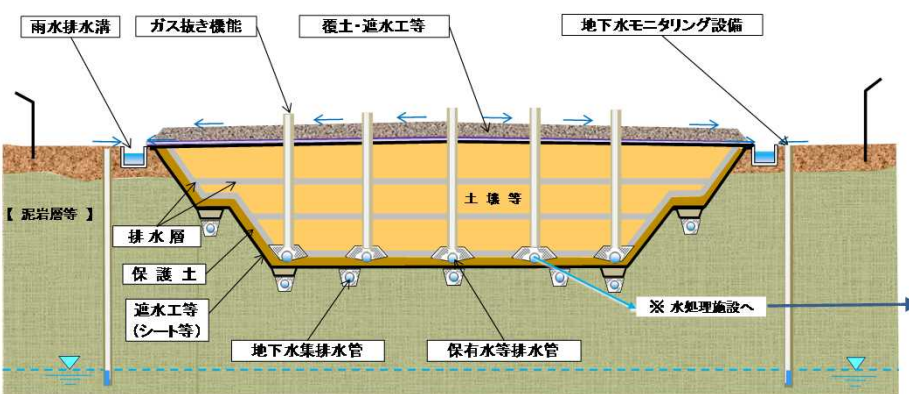 雨水排水溝
ガス抜き機能
覆土・遮水工等
地下水モニタリング設備
【 泥岩層等 】
土壌等
排水層
保護土
遮水工等
(シート等)
地下水集排水管
保有水等排水管
※ 水処理施設へ